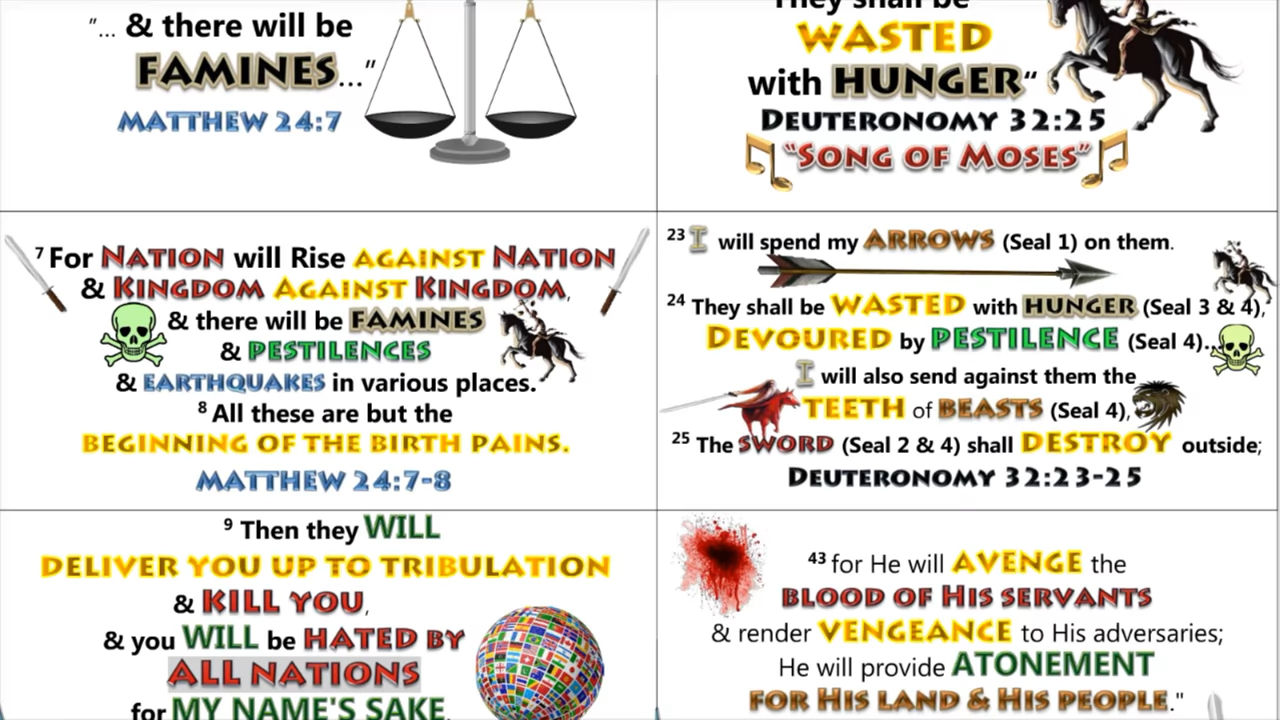 "... & there will be
FAMINES..."
MATTHEW 24:7
They shall be
WASTED
with HUNGER"
DEUTERONOMY 32:25
"SONG OF MOSES"
7 For NATION will Rise AGAINST NATION
& KINGDOM AGAINST KINGDOM,
& there will be FAMINES
& PESTILENCES
& EARTHQUAKES in various places.
8 All these are but the
BEGINNING OF THE BIRTH PAINS.
MATTHEW 24:7-8
23 I will spend my ARROWS (Seal 1) on them.
24 They shall be WASTED with HUNGER (Seal 3 & 4),
DEVOURED by PESTILENCE (Seal 4)...
I will also send against them the
TEETH of BEASTS (Seal 4),
25 The SWORD (Seal 2 & 4) shall DESTROY outside;
DEUTERONOMY 32:23-25
9 Then they WILL
DELIVER YOU UP TO TRIBULATION
& KILL YOU,
& you WILL be HATED BY
ALL NATIONS
for MY NAME'S SAKE.
43 for He will AVENGE the
BLOOD OF HIS SERVANTS
& render VENGEANCE to His adversaries;
He will provide ATONEMENT
FOR HIS LAND & HIS PEOPLE."